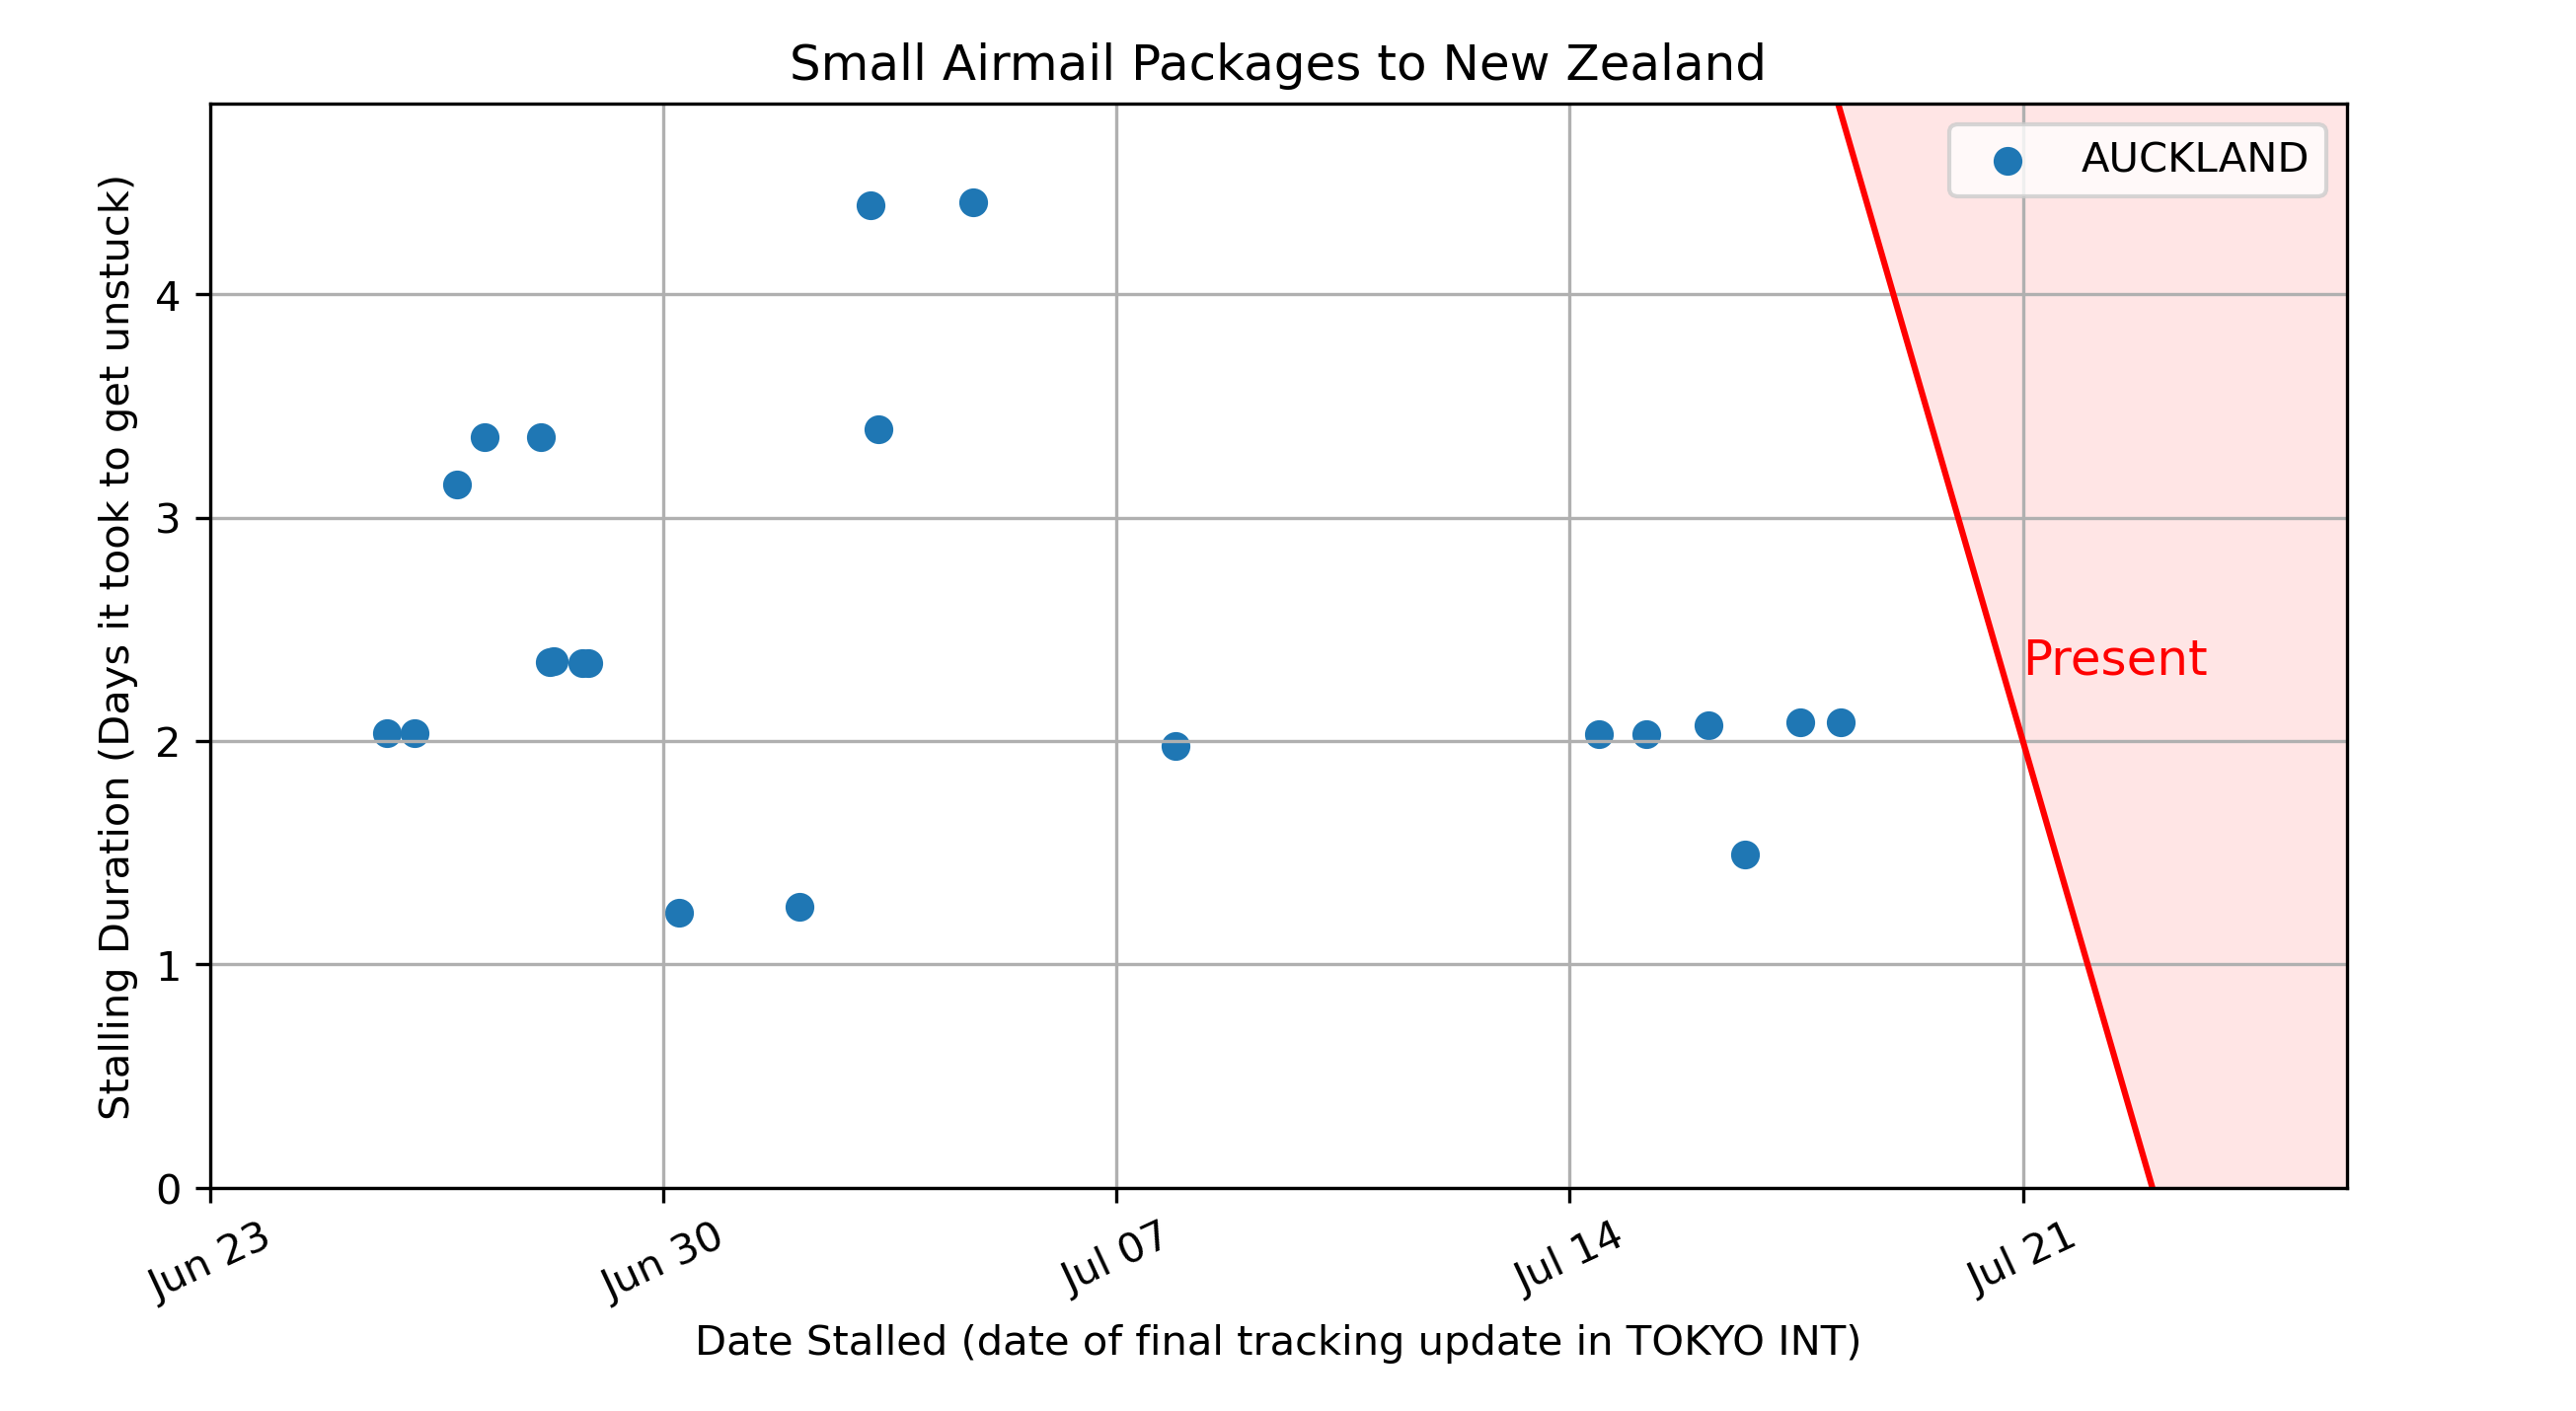 Small Airmail Packages to New Zealand
AUCKLAND
Stalling Duration (Days it took to get unstuck)
4
3
2
1
0
Present
Jun 23
Jun 30
Jul 07
Jul 14
Jul 21
Date Stalled (date of final tracking update in TOKYO INT)